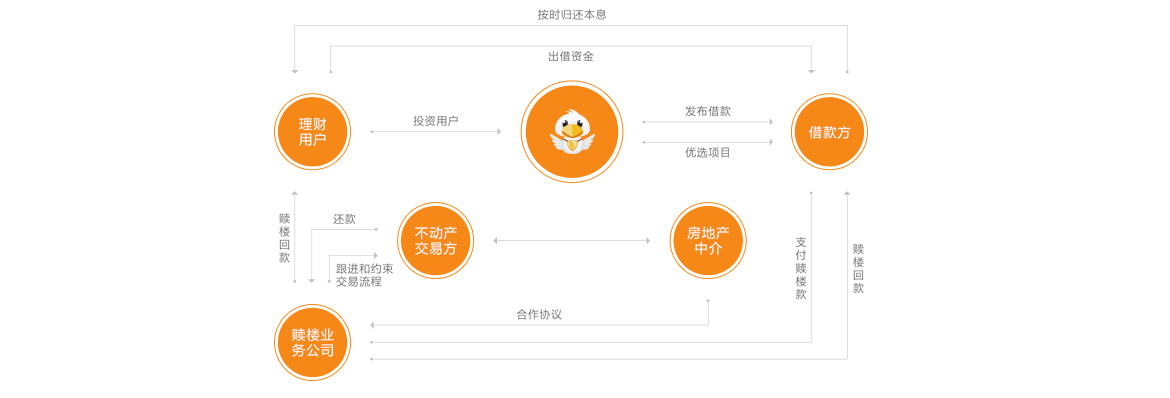 按时归还本息
出借资金
理财
用户
投资用户
发布借款
优选项目
借款方
赎楼回款
还款
不动产
交易方
跟进和约束
交易流程
房地产
中介
支付赎楼款
赎楼回款
合作协议
赎楼业
务公司